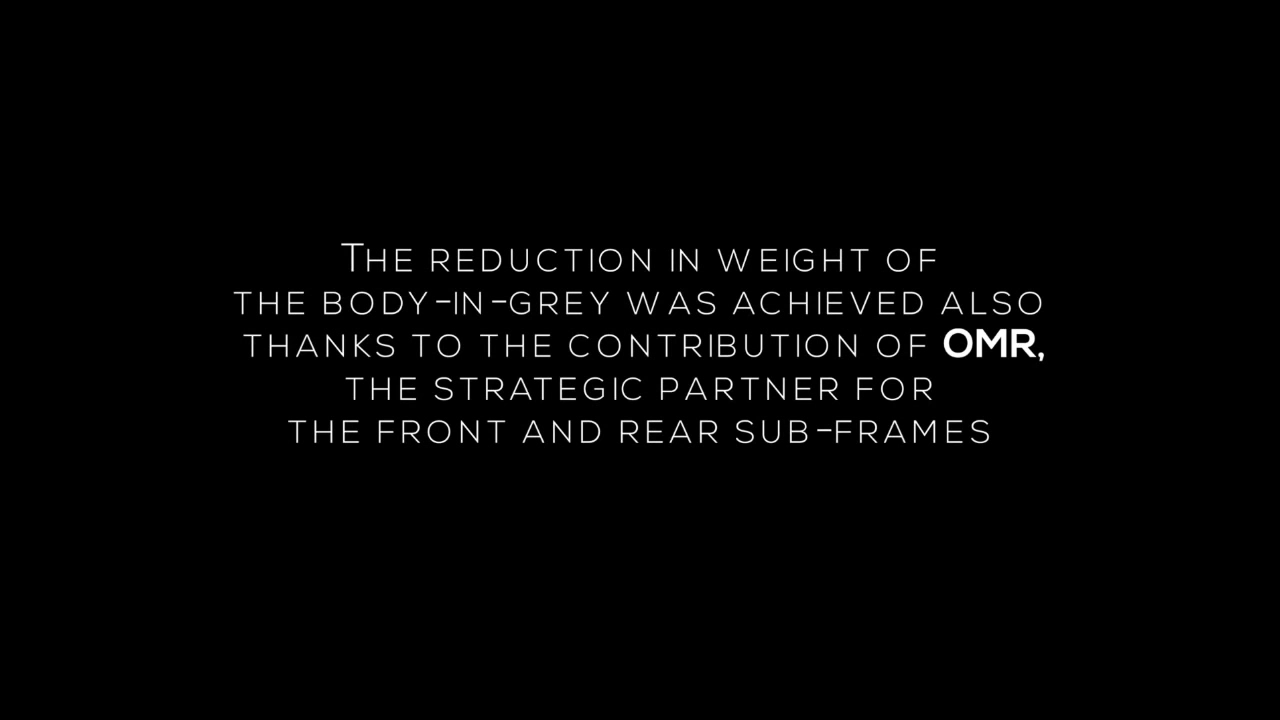 The reduction in weight of
the body-in-grey was achieved also
thanks to the contribution of OMR,
the strategic partner for
the front and rear sub-frames